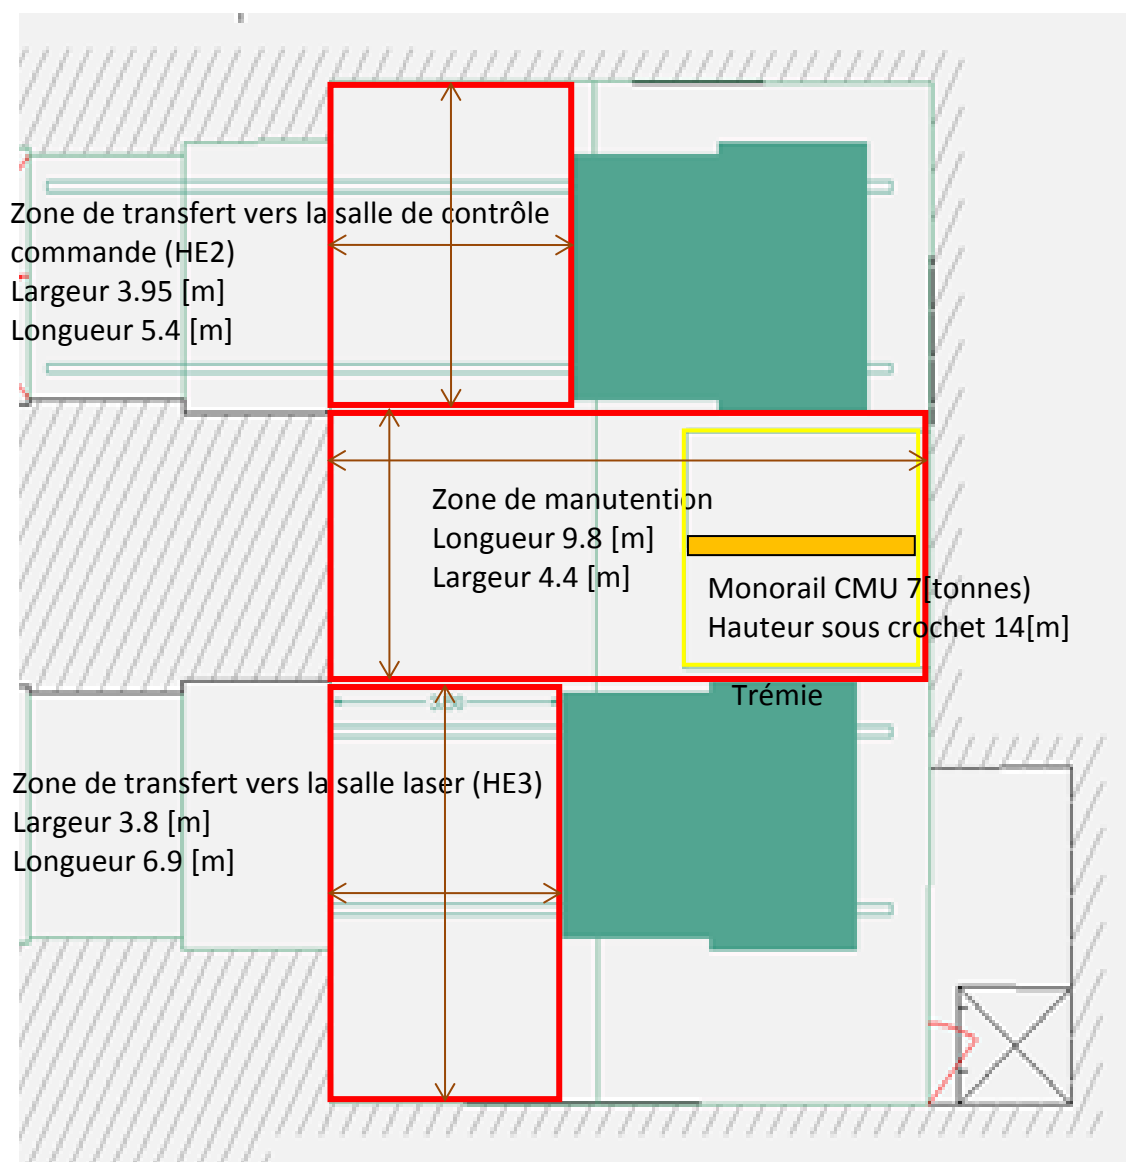 Zone de transfert vers la salle de contrôle
commande (HE2)
Largeur 3.95 [m]
Longueur 5.4 [m]
Zone de manutention
Longueur 9.8 [m]
Largeur 4.4 [m]
Monorail CMU 7[tonnes)
Hauteur sous crochet 14[m]
Trémie
Zone de transfert vers la salle laser (HE3)
Largeur 3.8 [m]
Longueur 6.9 [m]